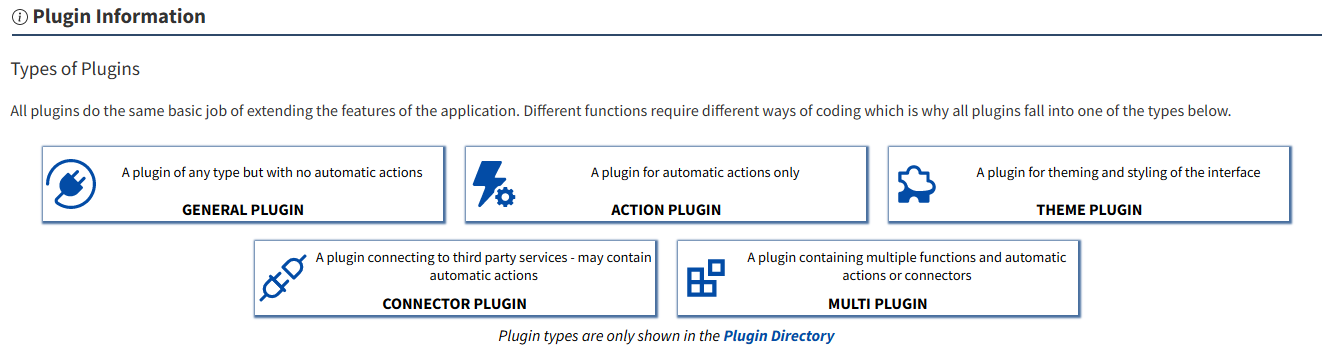 Plugin Information
Types of Plugins
All plugins do the same basic job of extending the features of the application. Different functions require different ways of coding which is why all plugins fall into one of the types below.
A plugin of any type but with no automatic actions
GENERAL PLUGIN
A plugin for automatic actions only
ACTION PLUGIN
A plugin for theming and styling of the interface
THEME PLUGIN
A plugin connecting to third party services - may contain
automatic actions
CONNECTOR PLUGIN
A plugin containing multiple functions and automatic
actions or connectors
MULTI PLUGIN
Plugin types are only shown in the Plugin Directory